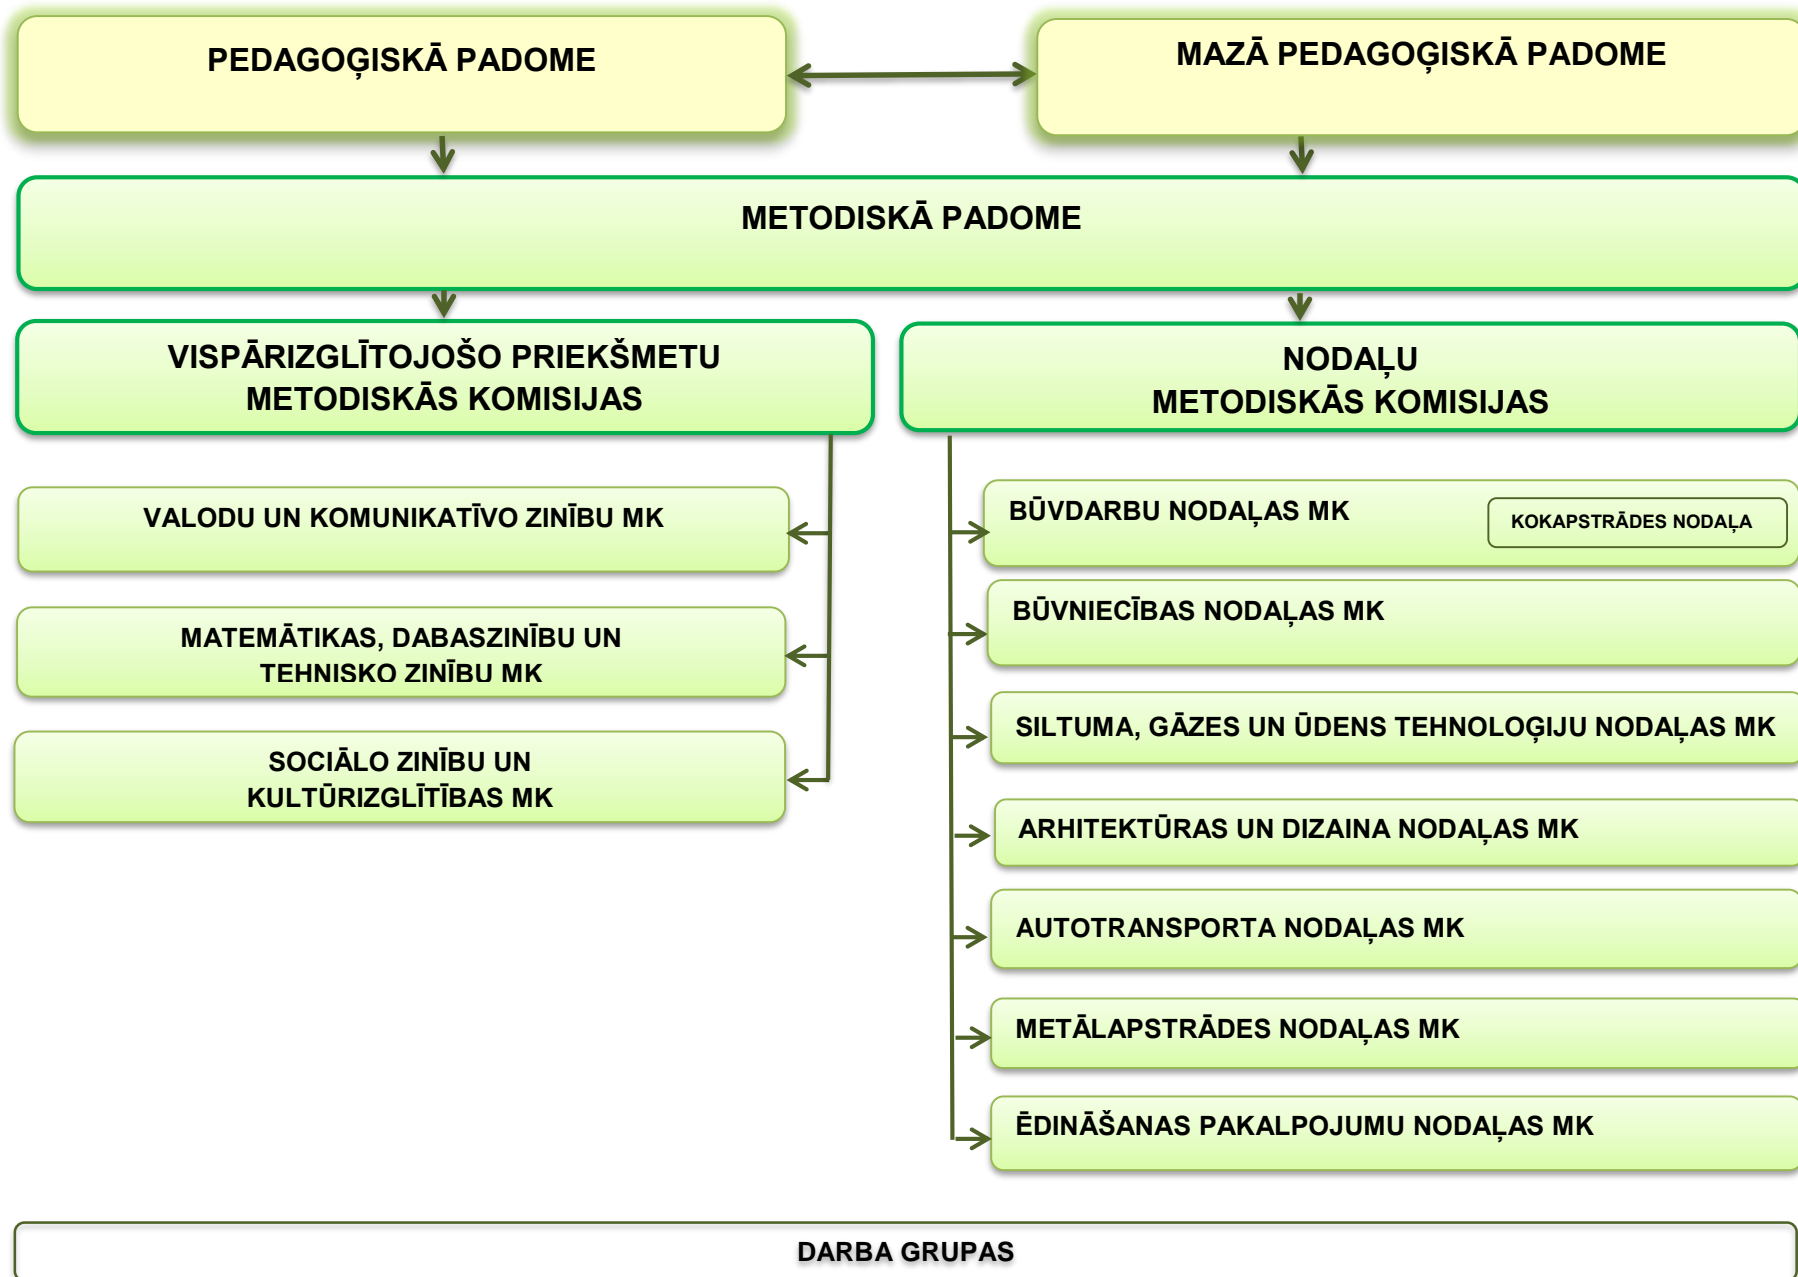 PEDAGOĢISKĀ PADOME
MAZĀ PEDAGOĢISKĀ PADOME
METODISKĀ PADOME
VISPĀRIZGLĪTOJOŠO PRIEKŠMETU
METODISKĀS KOMISIJAS
NODAĻU
METODISKĀS KOMISIJAS
VALODU UN KOMUNIKATĪVO ZINĪBU MK
MATEMĀTIKAS, DABASZINĪBU UN
TEHNISKO ZINĪBU MK
SOCIĀLO ZINĪBU UN
KULTŪRIZGLĪTĪBAS MK
BŪVDARBU NODAĻAS MK
KOKAPSTRĀDES NODAĻA
BŪVNIECĪBAS NODAĻAS MK
SILTUMA, GĀZES UN ŪDENS TEHNOLOĢIJU NODAĻAS MK
ARHITEKTŪRAS UN DIZAINA NODAĻAS MK
AUTOTRANSPORTA NODAĻAS MK
METĀLAPSTRĀDES NODAĻAS MK
ĒDINĀŠANAS PAKALPOJUMU NODAĻAS MK
DARBA GRUPAS